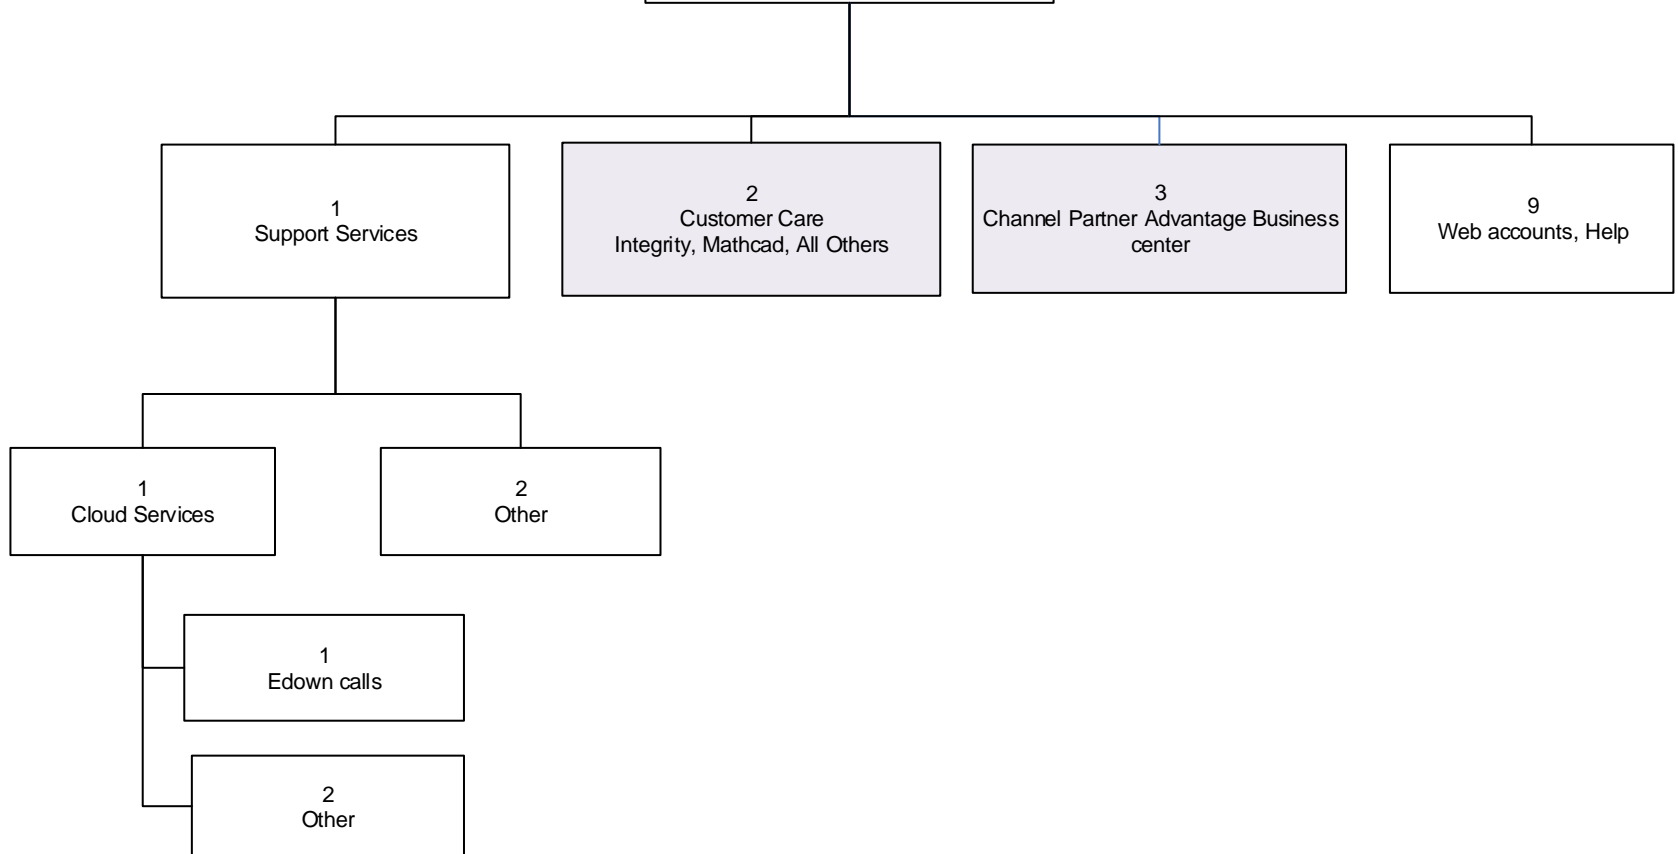 1
Support Services
2
Customer Care
Integrity, Mathcad, All Others
3
Channel Partner Advantage Business
center
9
Web accounts, Help
1
Cloud Services
2
Other
1
Edown calls
2
Other